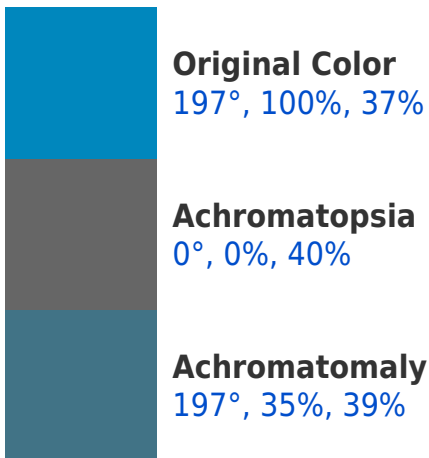 Original Color
197°, 100%, 37%
Achromatopsia
0°, 0%, 40%
Achromatomaly
197°, 35%, 39%